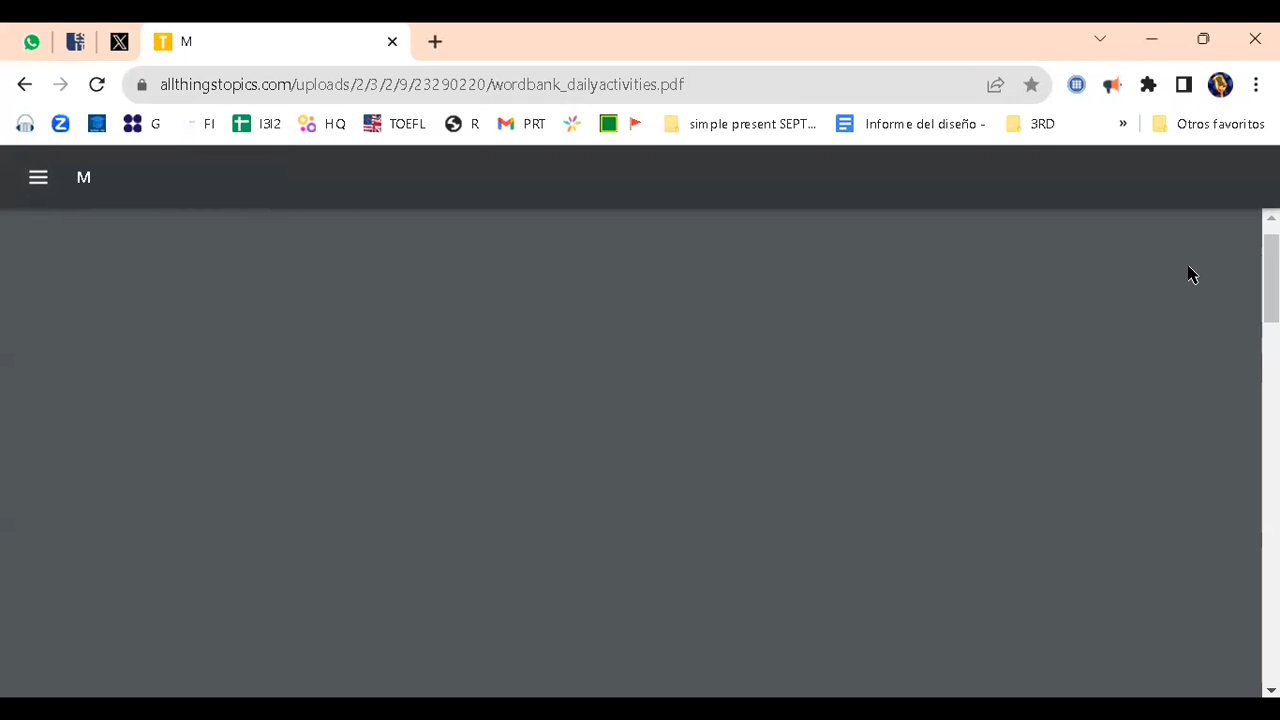 M
allthingstopics.com/uploads/2/3/2/9/23290220/wordbank_dailyactivities.pdf
G FI I3I2 HQ TOEFL R PRT simple present SEPT... Informe del diseño - 3RD » Otros favoritos
M